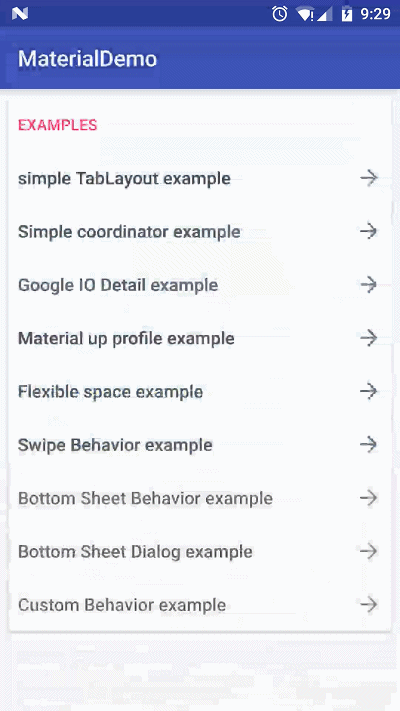 9:29
MaterialDemo
EXAMPLES
simple TabLayout example
Simple coordinator example
Google IO Detail example
Material up profile example
Flexible space example
Swipe Behavior example
Bottom Sheet Behavior example
Bottom Sheet Dialog example
Custom Behavior example